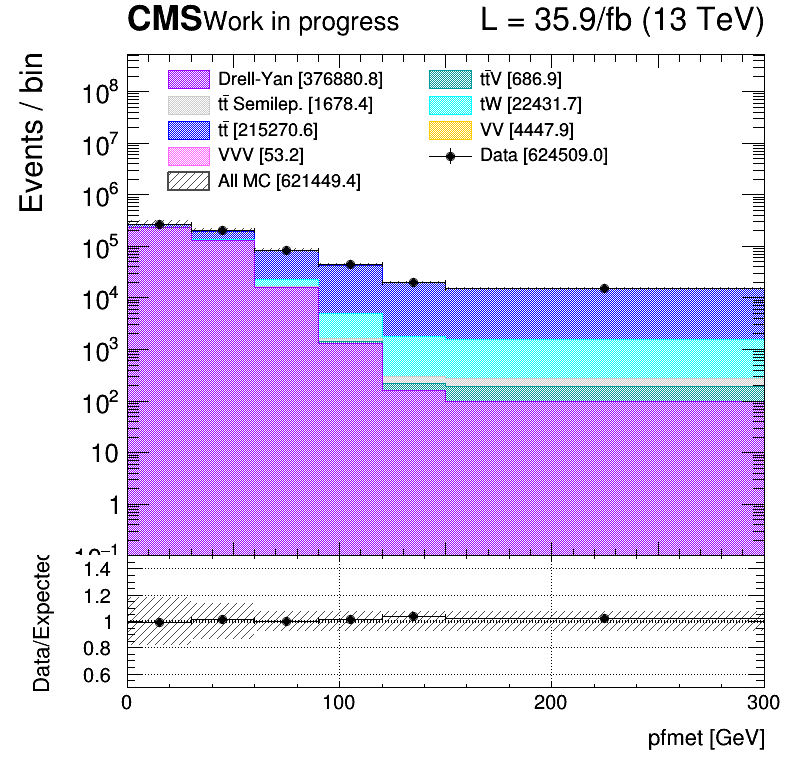 CMS Work in progress L = 35.9/fb (13 TeV)
Events / bin
Drell-Yan [376880.8]
tt̄ Semilep. [1678.4]
tt̄ [215270.6]
VVV [53.2]
All MC [621449.4]
tt̄V [686.9]
tW [22431.7]
VV [4447.9]
Data [624509.0]
10⁸
10⁷
10⁶
10⁵
10⁴
10³
10²
10
1
10⁻¹
Data/Expected
1.4
1.2
1
0.8
0.6
0 100 200 300
pfmet [GeV]